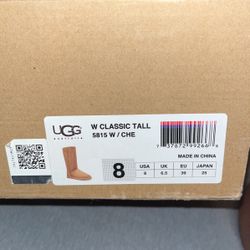 UGG
australia
W CLASSIC TALL
5815 W / CHE
MADE IN CHINA
8
USA UK EU JAPAN
8 6.5 39 25